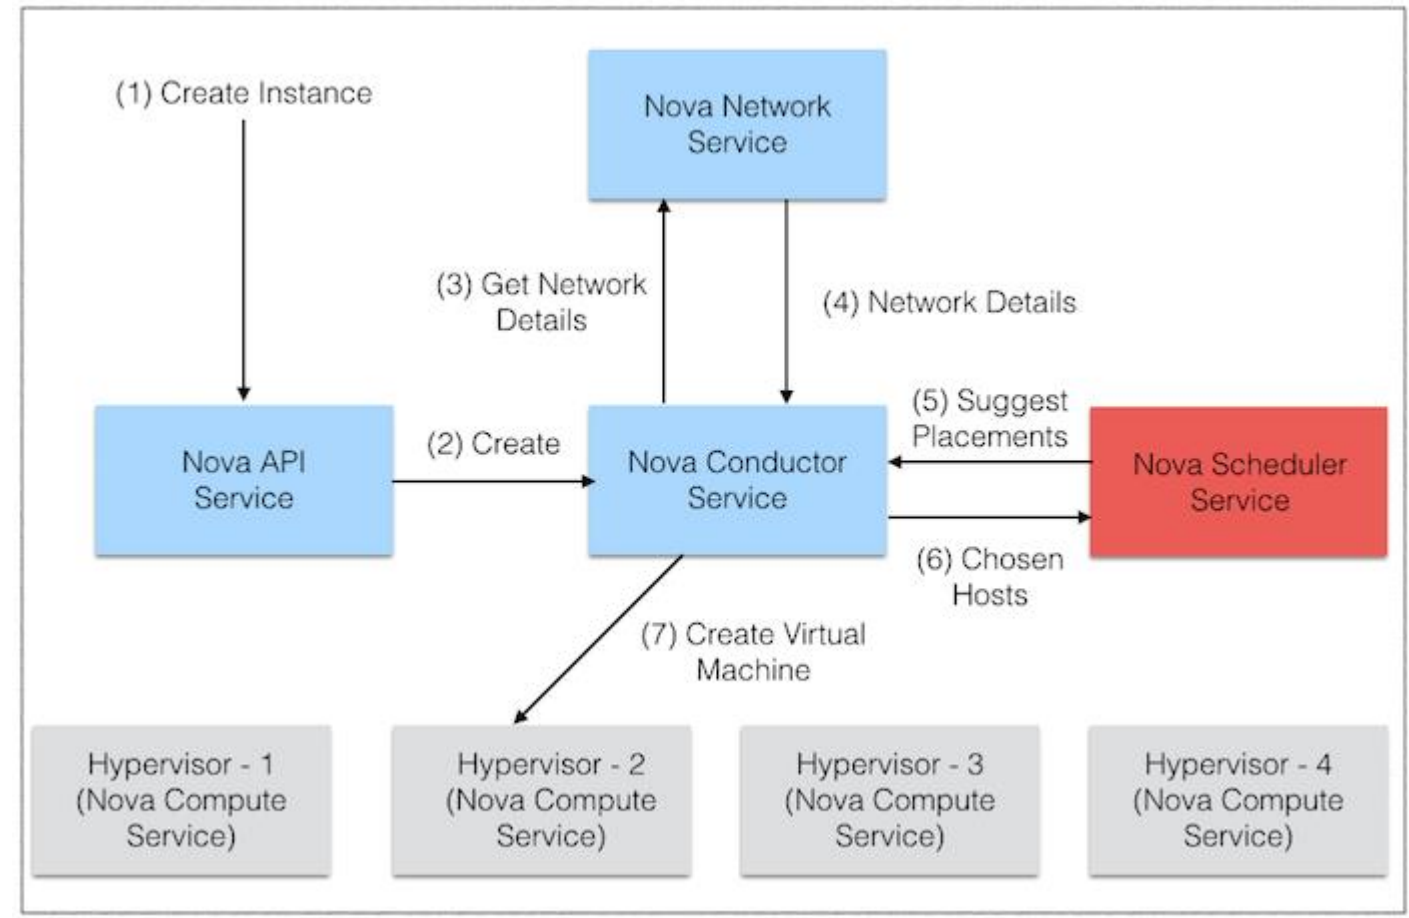 (1) Create Instance
Nova Network
Service
(3) Get Network
Details
(4) Network Details
Nova API
Service
(2) Create
Nova Conductor
Service
(5) Suggest
Placements
Nova Scheduler
Service
(6) Chosen
Hosts
(7) Create Virtual
Machine
Hypervisor - 1
(Nova Compute
Service)
Hypervisor - 2
(Nova Compute
Service)
Hypervisor - 3
(Nova Compute
Service)
Hypervisor - 4
(Nova Compute
Service)